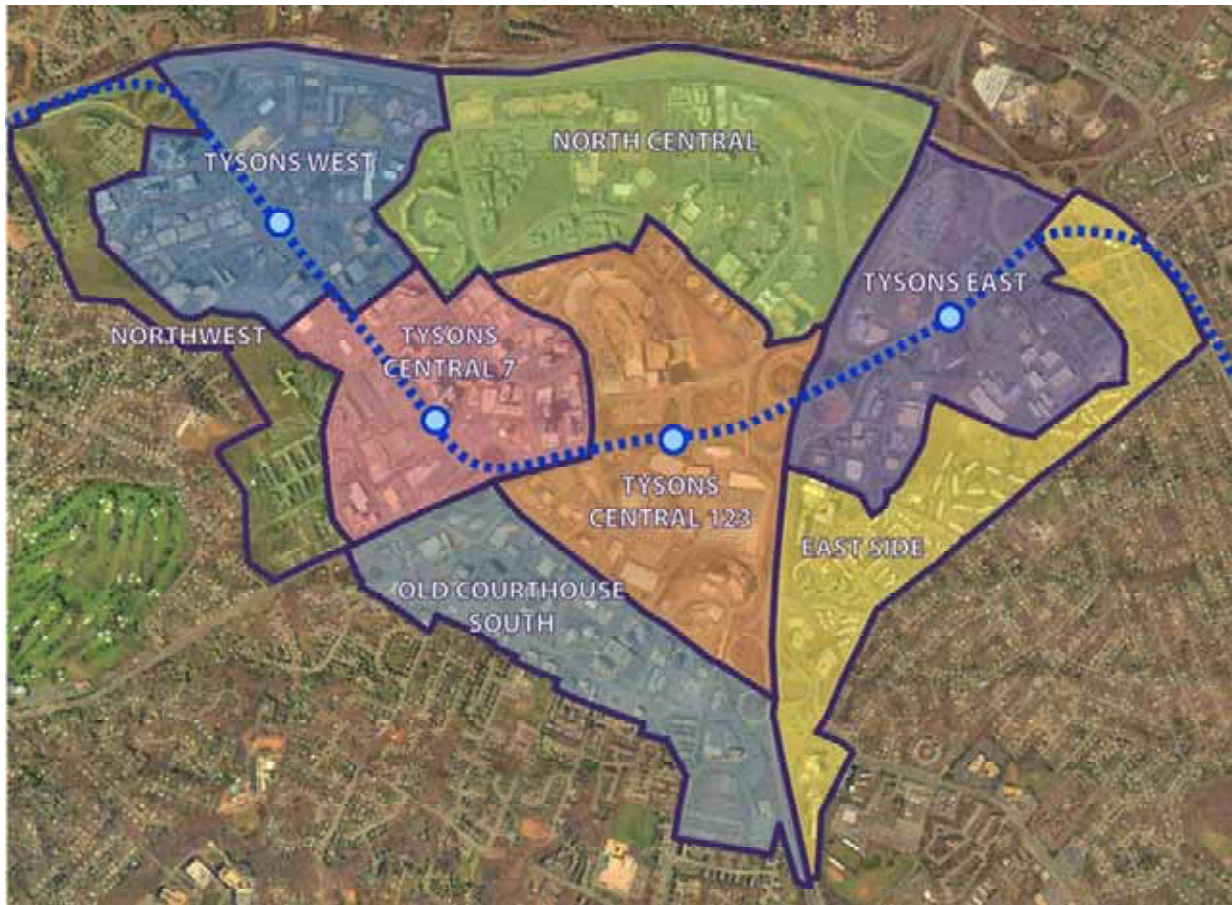 NORTH CENTRAL
TYSONS WEST
TYSONS EAST
NORTHWEST
TYSONS
CENTRAL 7
TYSONS
CENTRAL 123
EAST SIDE
OLD COURTHOUSE
SOUTH